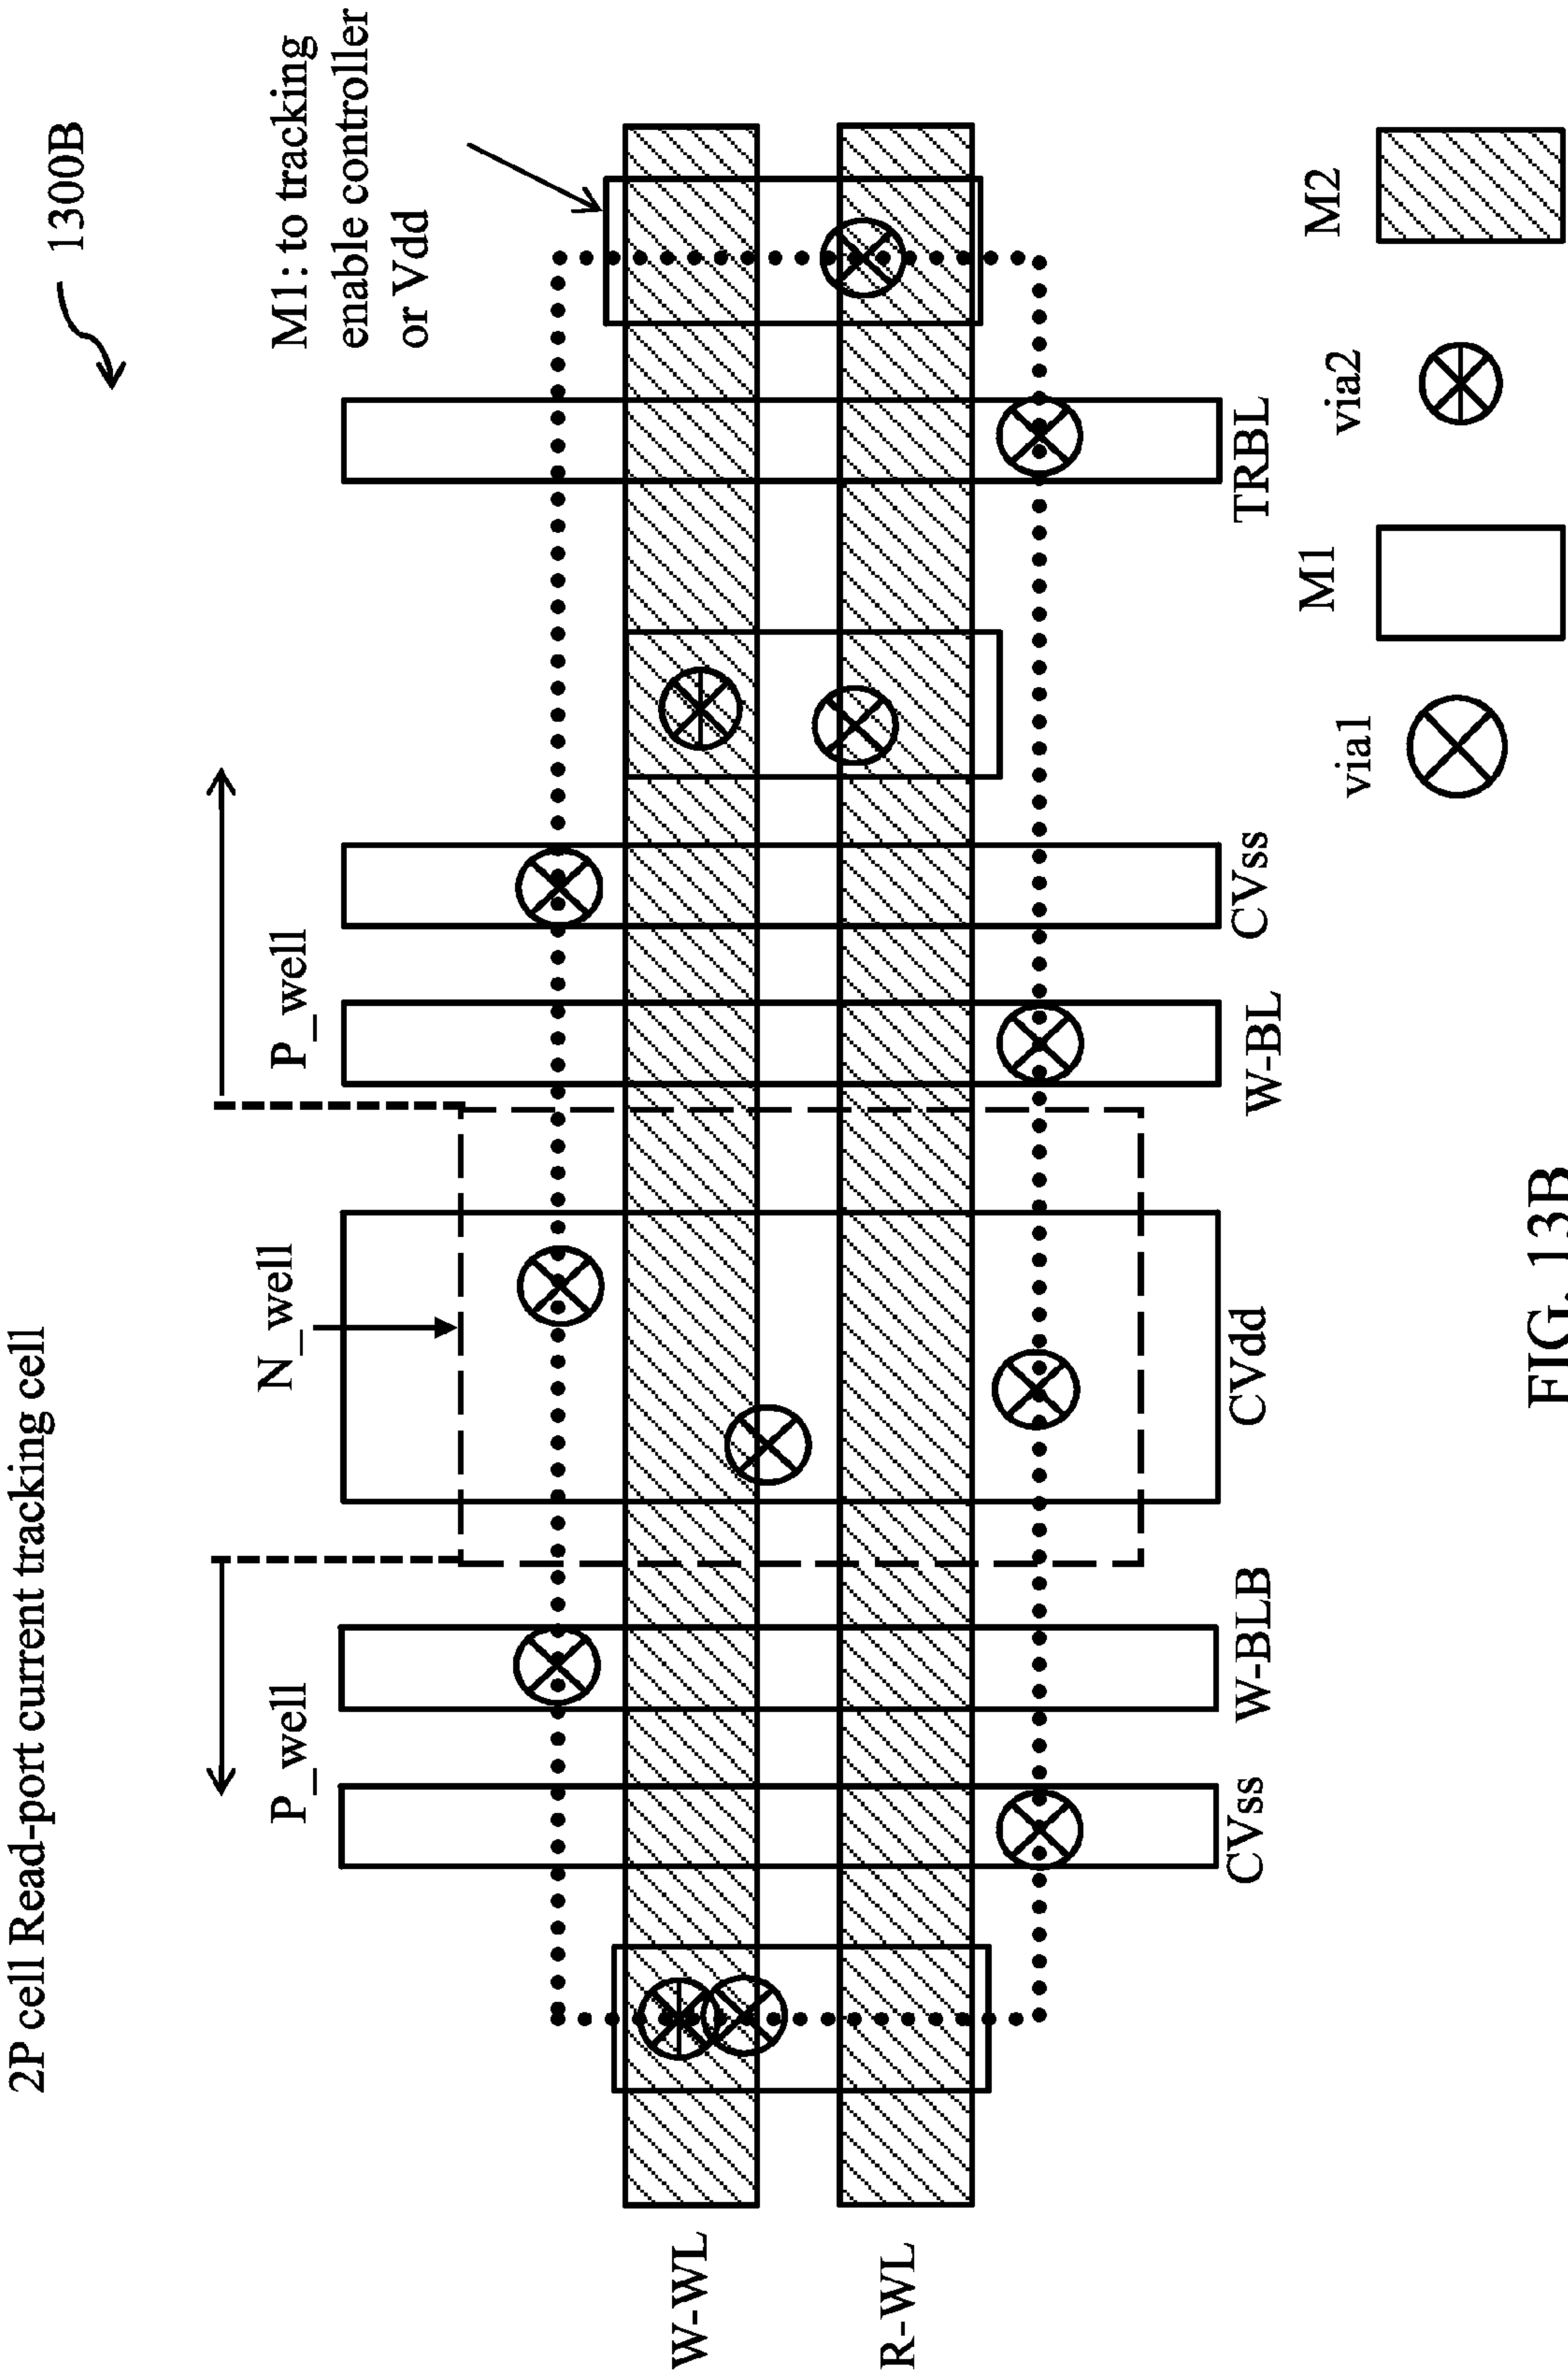 2P cell Read-port current tracking cell
1300B
M1: to tracking
enable controller
or Vdd
P_well
N_well
P_well
W-WL
R-WL
CVss
W-BLB
CVdd
W-BL
CVss
TRBL
via1
M1
via2
M2
FIG. 13B